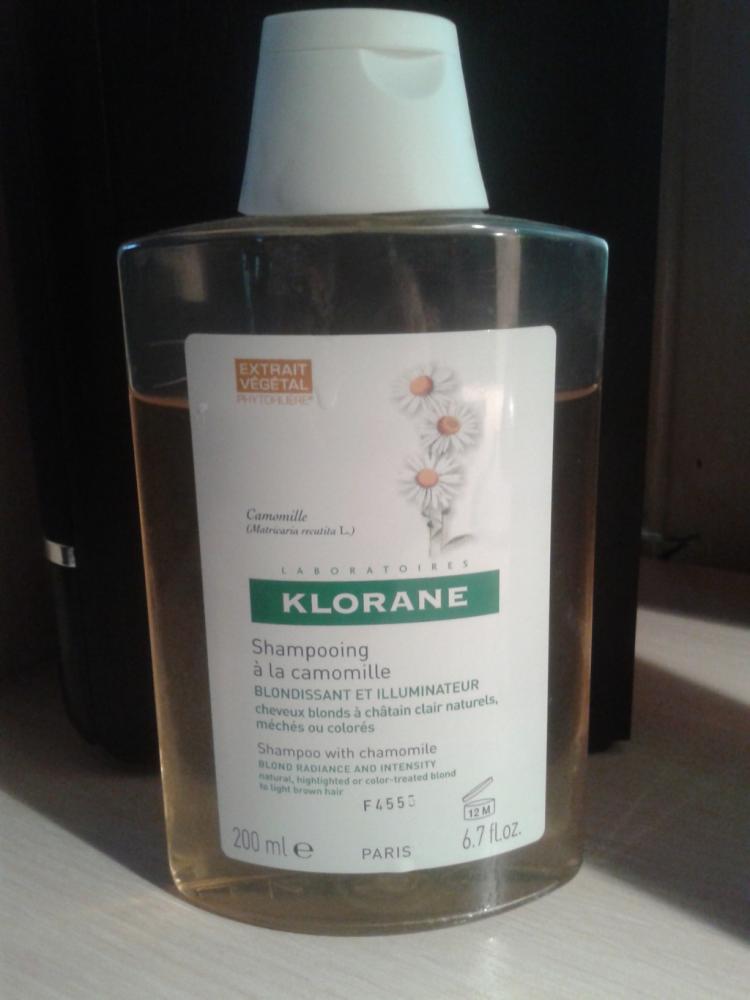 EXTRAIT
VÉGÉTAL
PHYTOFILIERE®
Camomille
(Matricaria recutita L.)
LABORATOIRES
KLORANE
Shampooing
à la camomille
BLONDISSANT ET ILLUMINATEUR
cheveux blonds à châtain clair naturels,
méchés ou colorés
Shampoo with chamomile
BLOND RADIANCE AND INTENSITY
natural, highlighted or color-treated blond
to light brown hair
12 M
200 ml e
PARIS
6.7 fl.oz.